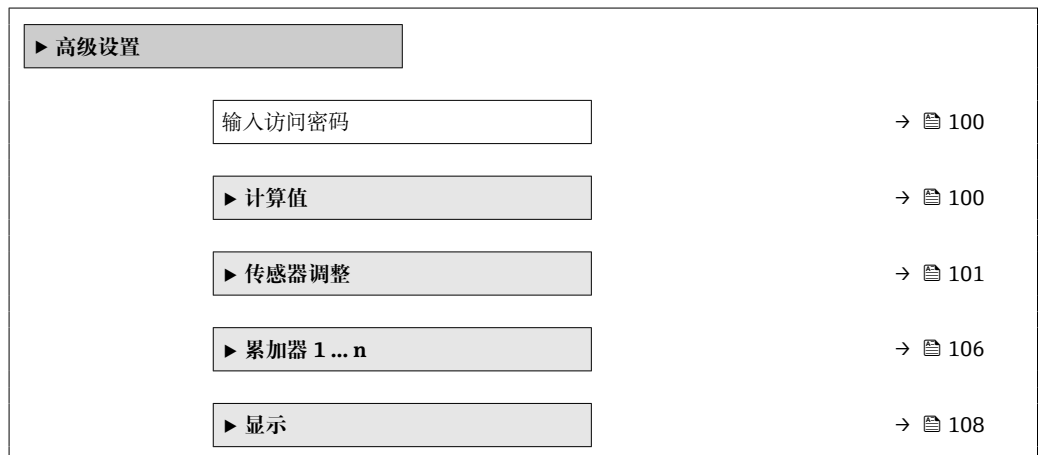 ▶ 高级设置
输入访问密码 → 🖺 100
▶ 计算值 → 🖺 100
▶ 传感器调整 → 🖺 101
▶ 累加器 1 … n → 🖺 106
▶ 显示 → 🖺 108